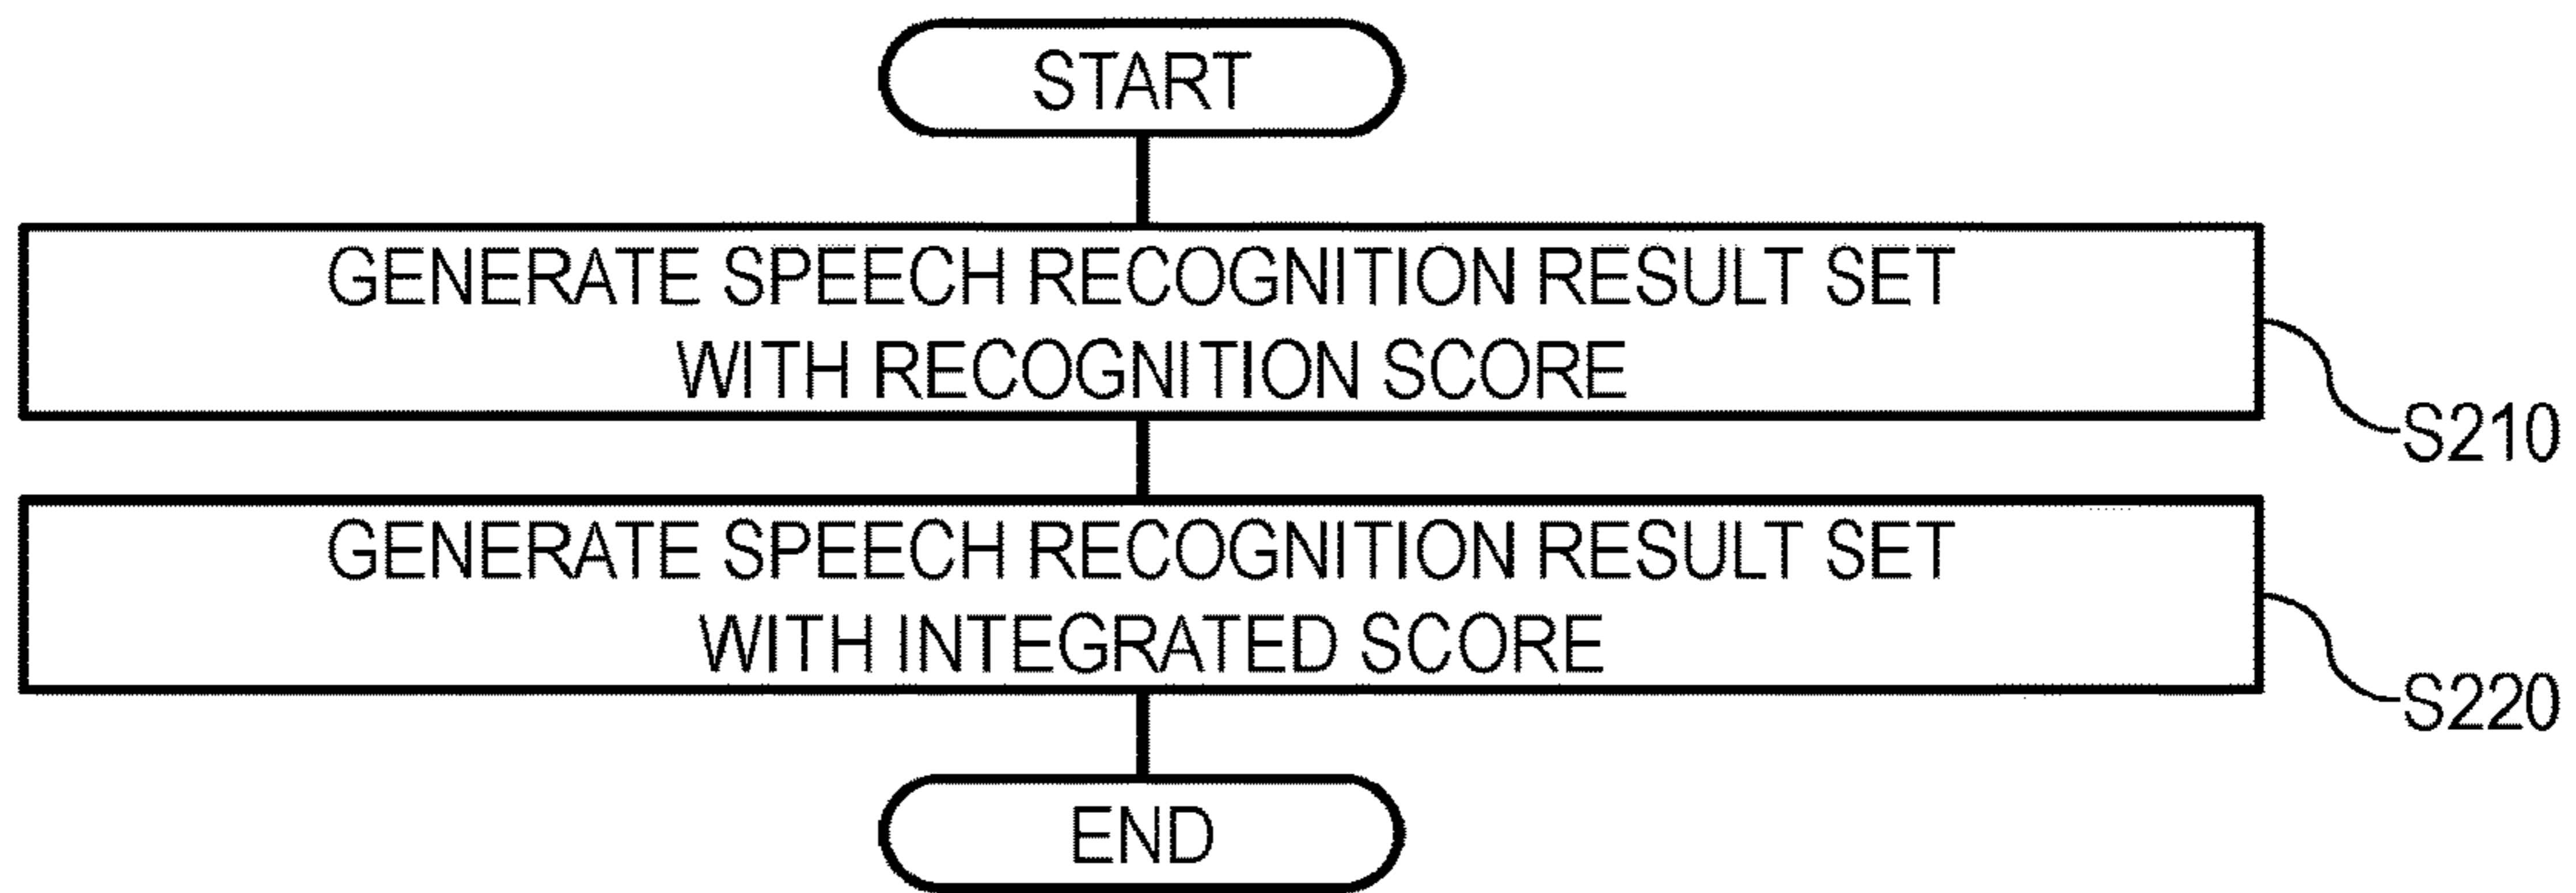 START
GENERATE SPEECH RECOGNITION RESULT SET
WITH RECOGNITION SCORE
S210
GENERATE SPEECH RECOGNITION RESULT SET
WITH INTEGRATED SCORE
S220
END